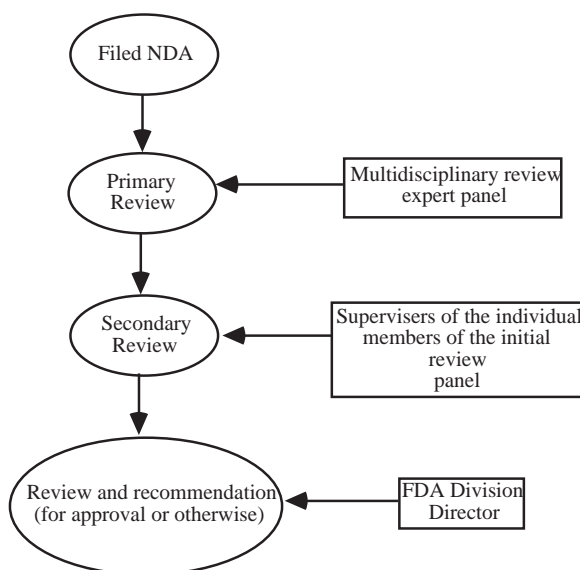 Filed NDA
Primary
Review
Multidisciplinary review
expert panel
Secondary
Review
Supervisers of the individual
members of the initial
review
panel
Review and recommendation
(for approval or otherwise)
FDA Division
Director